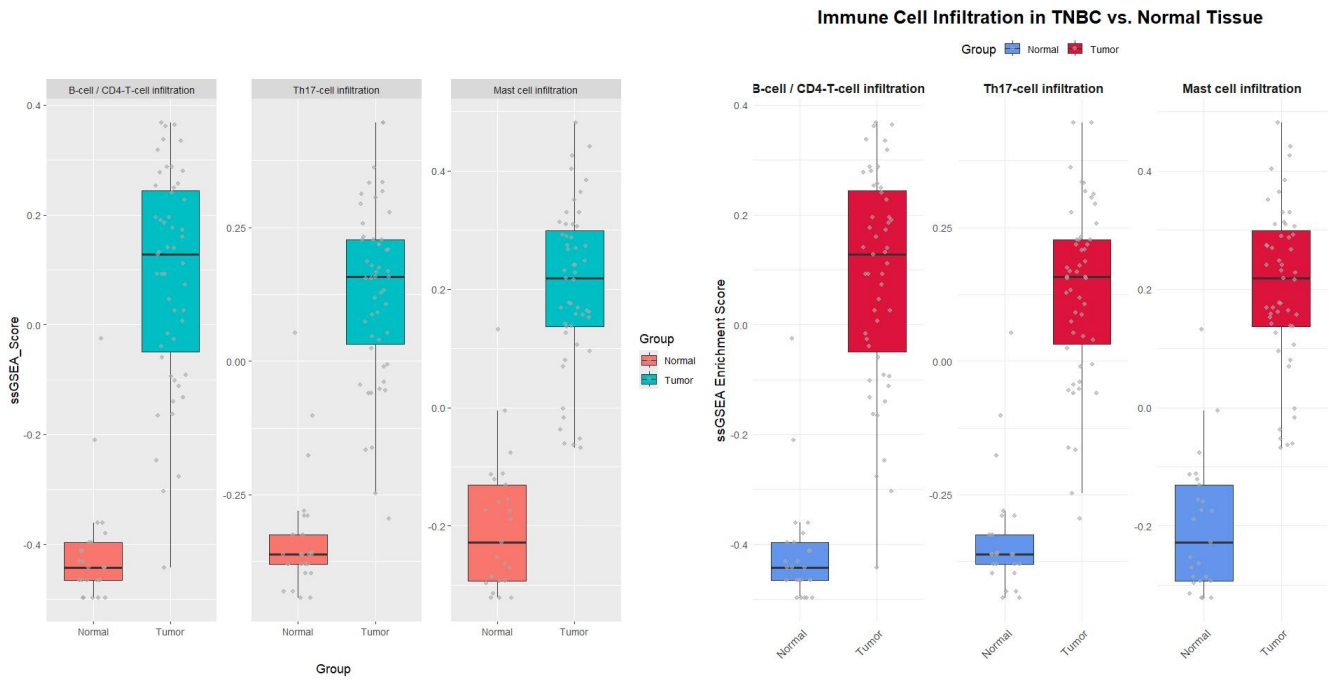 B-cell / CD4-T-cell infiltration
Th17-cell infiltration
Mast cell infiltration
ssGSEA_Score
0.4
0.2
0.0
-0.2
-0.4
0.25
0.00
-0.25
0.4
0.2
0.0
-0.2
Normal
Tumor
Normal
Tumor
Normal
Tumor
Group
Group
Normal
Tumor
Immune Cell Infiltration in TNBC vs. Normal Tissue
Group Normal Tumor
B-cell / CD4-T-cell infiltration
Th17-cell infiltration
Mast cell infiltration
ssGSEA Enrichment Score
0.4
0.2
0.0
-0.2
-0.4
0.25
0.00
-0.25
0.4
0.2
0.0
-0.2
Normal
Tumor
Normal
Tumor
Normal
Tumor